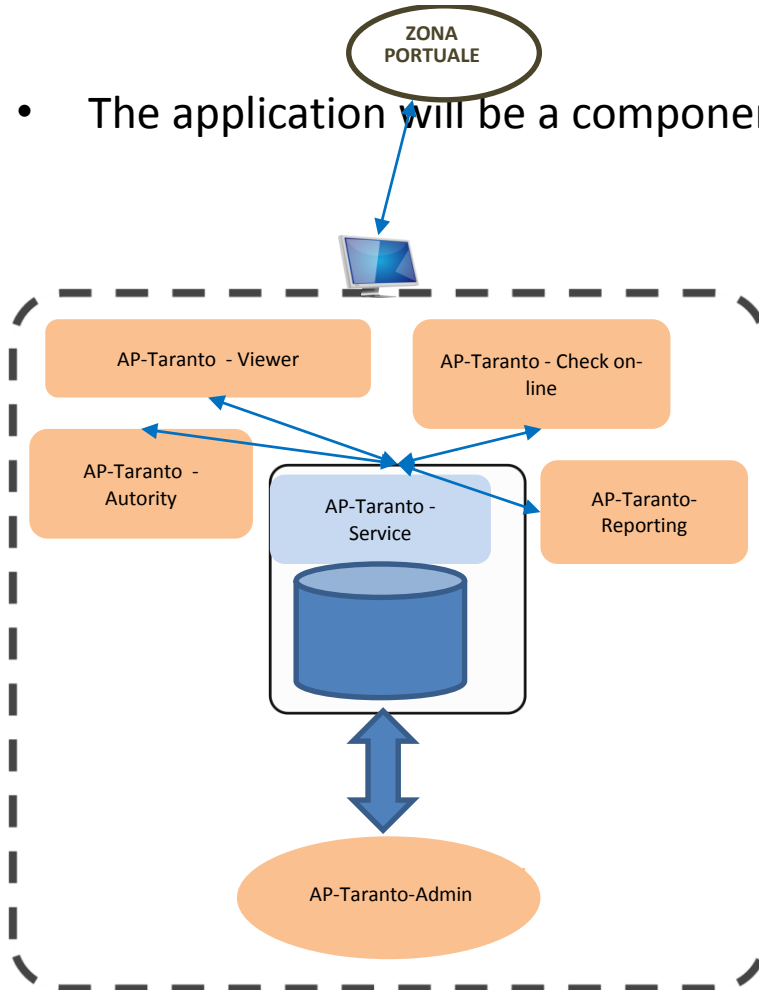 ZONA
PORTUALE
• The application will be a componen
AP-Taranto - Viewer
AP-Taranto - Check on-
line
AP-Taranto -
Autority
AP-Taranto -
Service
AP-Taranto-
Reporting
AP-Taranto-Admin